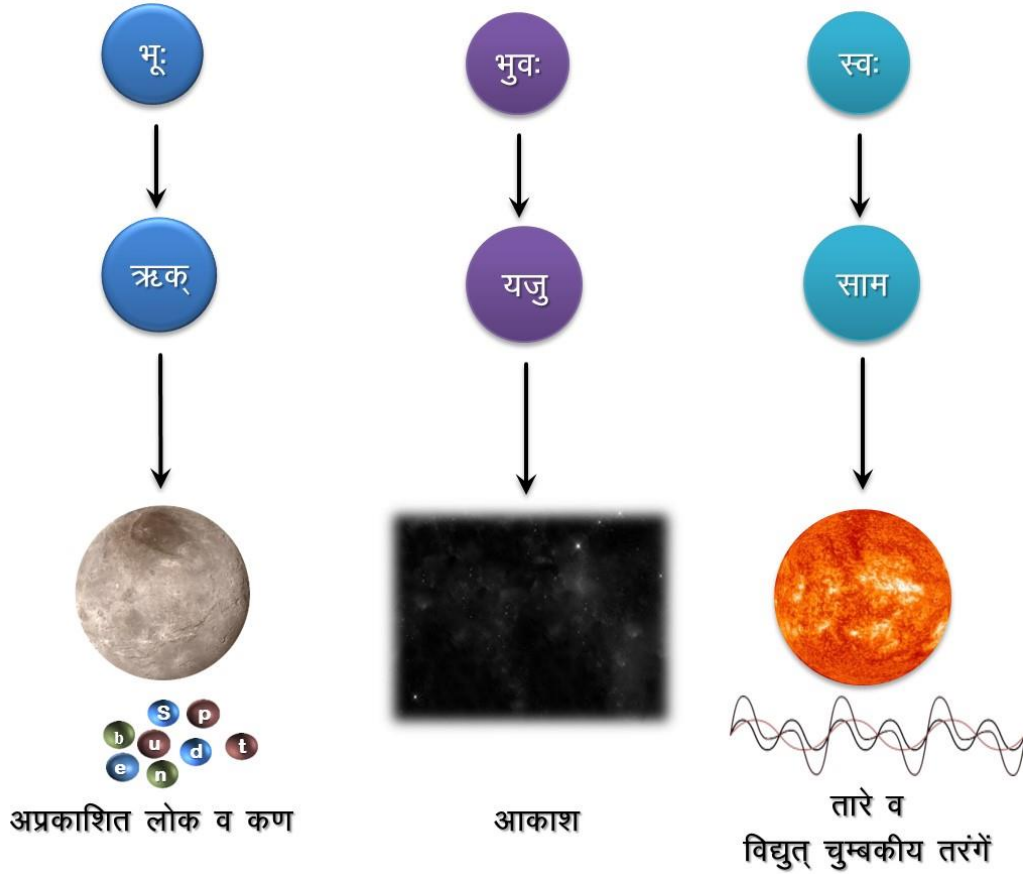 भूः
भुवः
स्वः
ऋक्
यजु
साम
S p
b u d t
e n
अप्रकाशित लोक व कण
आकाश
तारे व
विद्युत् चुम्बकीय तरंगें